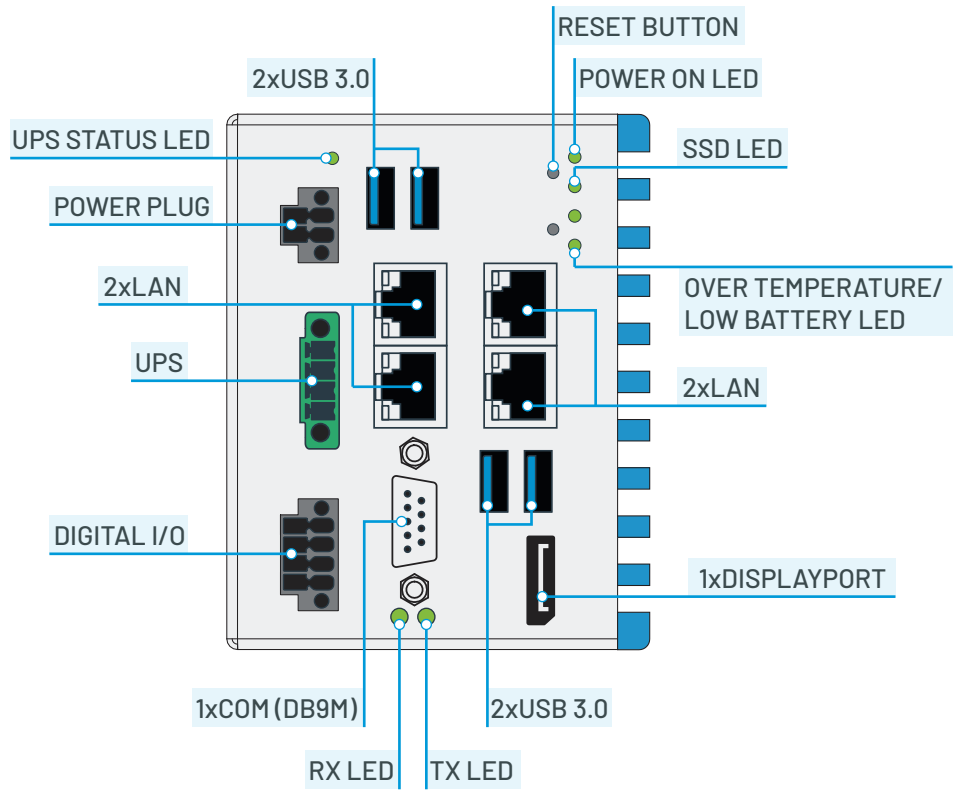 RESET BUTTON
2xUSB 3.0
POWER ON LED
UPS STATUS LED
SSD LED
POWER PLUG
2xLAN
OVER TEMPERATURE/
LOW BATTERY LED
UPS
2xLAN
DIGITAL I/O
1xDISPLAYPORT
1xCOM (DB9M)
2xUSB 3.0
RX LED
TX LED